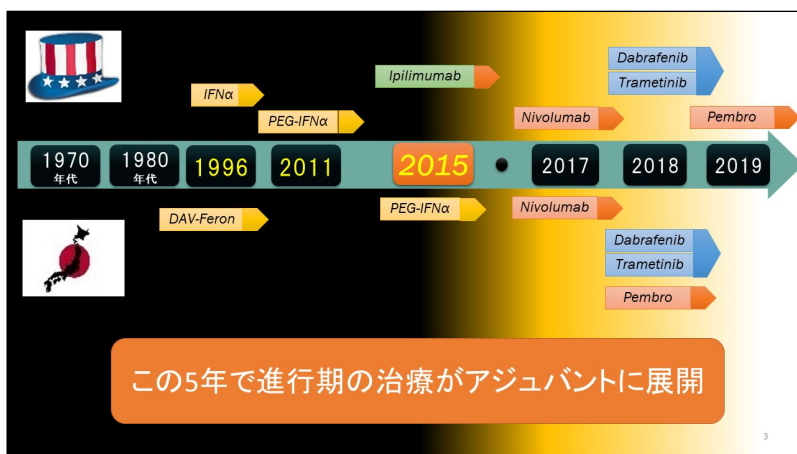 Dabrafenib
Trametinib
Ipilimumab
IFNα
PEG-IFNα
Nivolumab
Pembro
1970
年代
1980
年代
1996
2011
2015
2017
2018
2019
DAV-Feron
PEG-IFNα
Nivolumab
Dabrafenib
Trametinib
Pembro
この5年で進行期の治療がアジュバントに展開
3